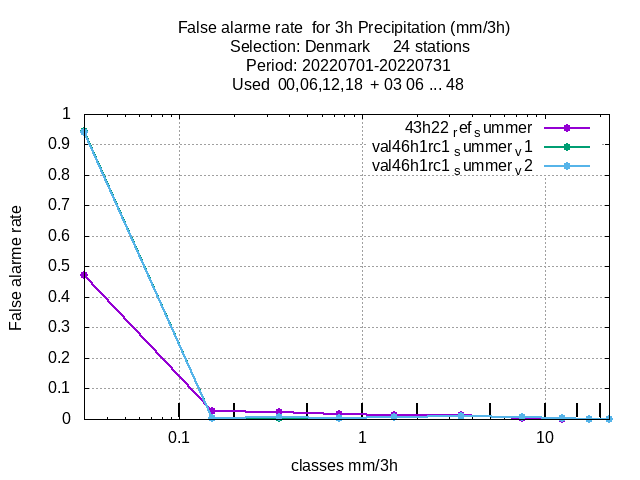 False alarme rate  for 3h Precipitation (mm/3h)
Selection: Denmark     24 stations
Period: 20220701-20220731
Used  00,06,12,18  + 03 06 ... 48
43h22_ref_summer
val46h1rc1_summer_v1
val46h1rc1_summer_v2
1
0.9
0.8
0.7
0.6
0.5
0.4
0.3
0.2
0.1
0
False alarme rate
0.1
1
10
classes mm/3h